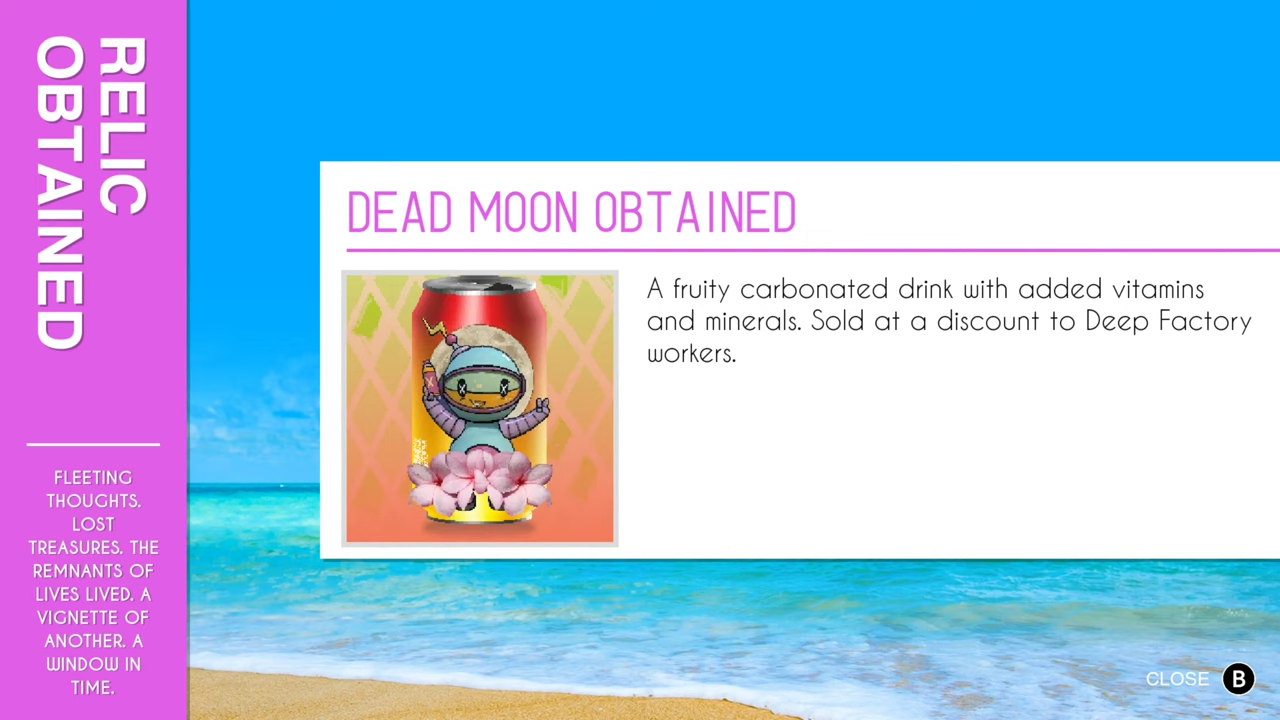 RELIC
OBTAINED
FLEETING
THOUGHTS.
LOST
TREASURES. THE
REMNANTS OF
LIVES LIVED. A
VIGNETTE OF
ANOTHER. A
WINDOW IN
TIME.
DEAD MOON OBTAINED
A fruity carbonated drink with added vitamins
and minerals. Sold at a discount to Deep Factory
workers.
CLOSE B